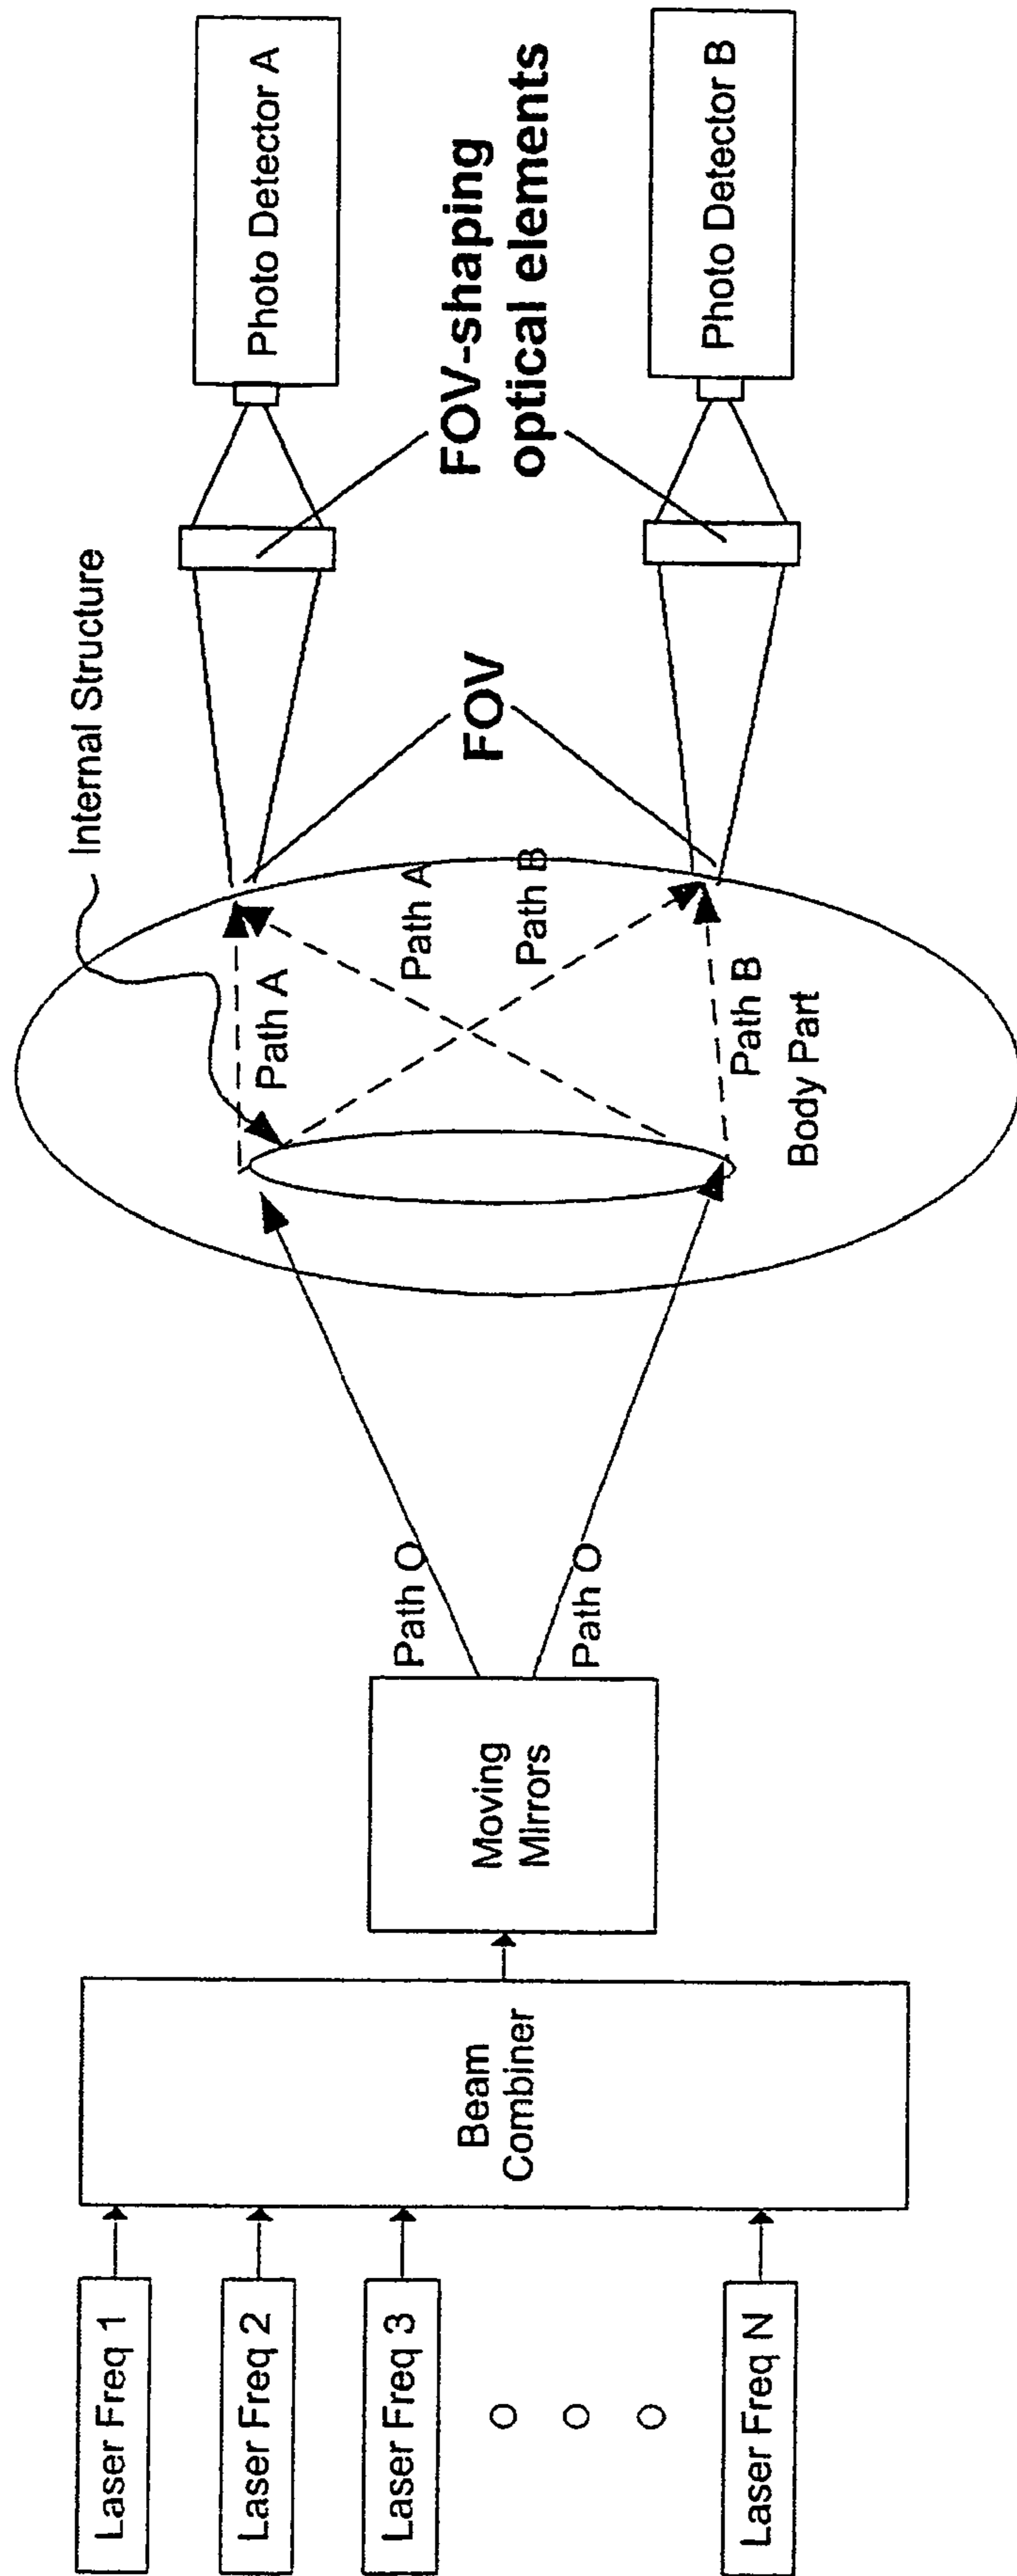 Laser Freq 1
Laser Freq 2
Laser Freq 3
Laser Freq N
Beam
Combiner
Moving
Mirrors
Path O
Path O
Internal Structure
Path A
Path A
Path B
Path B
Body Part
FOV
FOV-shaping
optical elements
Photo Detector A
Photo Detector B